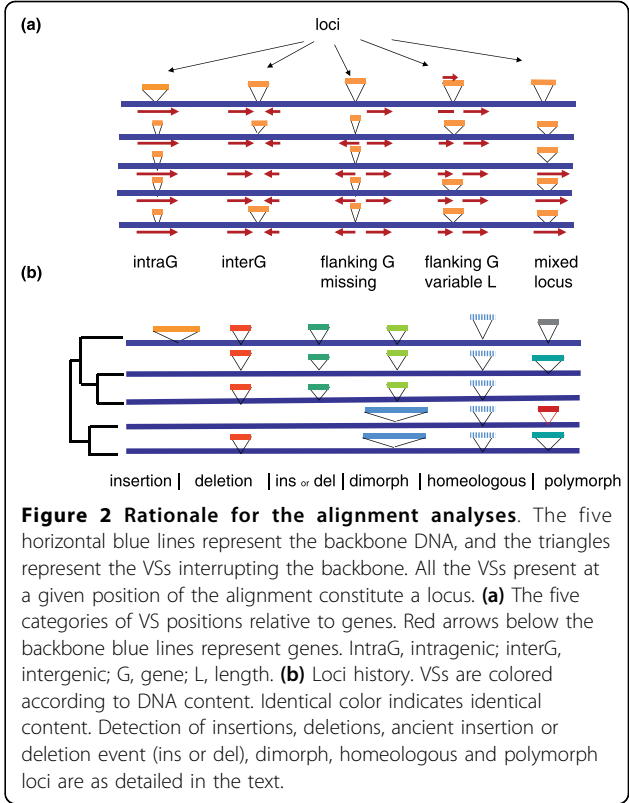 (a)
loci
intraG interG flanking G missing flanking G variable L mixed locus
(b)
insertion | deletion | ins or del | dimorph | homeologous | polymorph
Figure 2 Rationale for the alignment analyses. The five
horizontal blue lines represent the backbone DNA, and the triangles
represent the VSs interrupting the backbone. All the VSs present at
a given position of the alignment constitute a locus. (a) The five
categories of VS positions relative to genes. Red arrows below the
backbone blue lines represent genes. IntraG, intragenic; interG,
intergenic; G, gene; L, length. (b) Loci history. VSs are colored
according to DNA content. Identical color indicates identical
content. Detection of insertions, deletions, ancient insertion or
deletion event (ins or del), dimorph, homeologous and polymorph
loci are as detailed in the text.